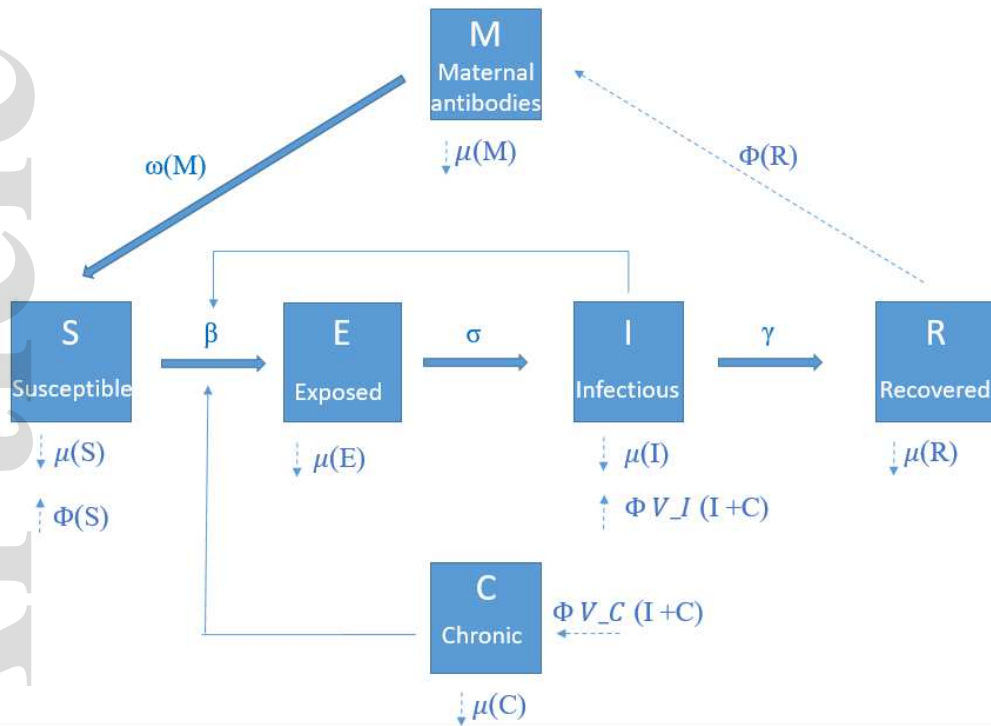 M
Maternal
antibodies
μ(M)
ω(M)
Φ(R)
S
Susceptible
β
E
Exposed
σ
I
Infectious
γ
R
Recovered
μ(S)
Φ(S)
μ(E)
μ(I)
Φ V_I (I +C)
μ(R)
C
Chronic
Φ V_C (I +C)
μ(C)